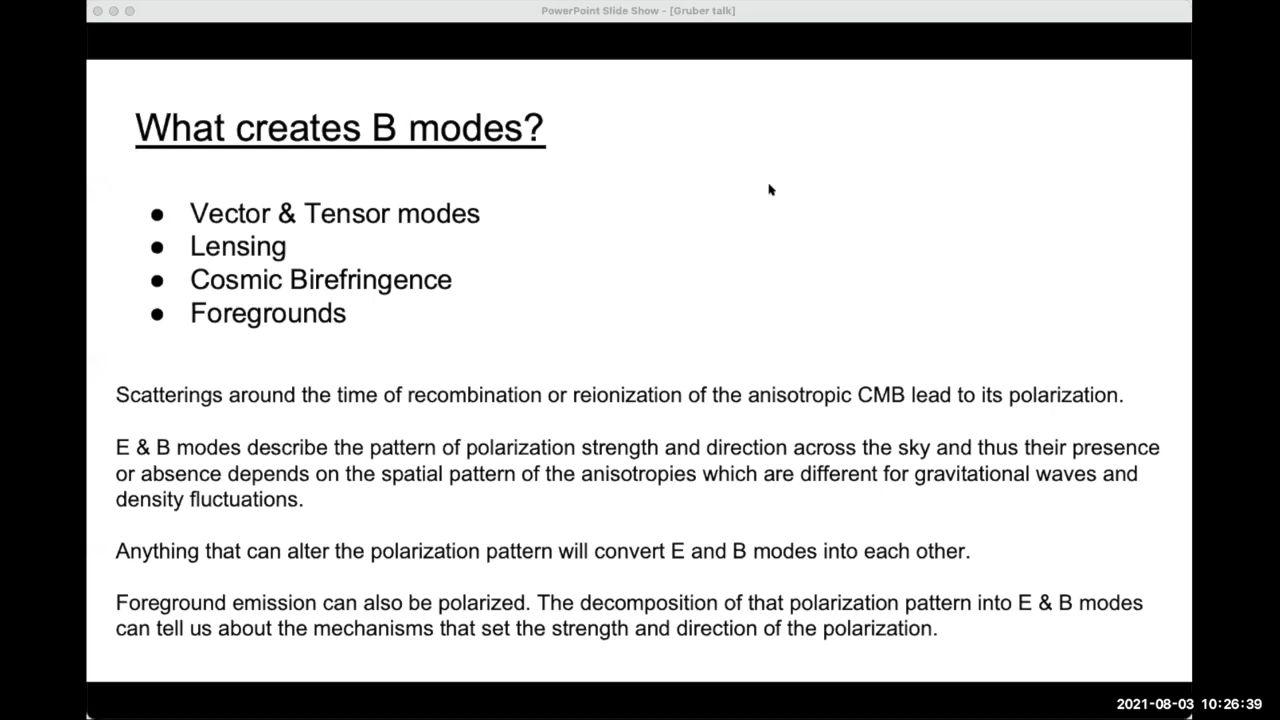 PowerPoint Slide Show - [Gruber talk]
What creates B modes?
● Vector & Tensor modes
● Lensing
● Cosmic Birefringence
● Foregrounds
Scatterings around the time of recombination or reionization of the anisotropic CMB lead to its polarization.
E & B modes describe the pattern of polarization strength and direction across the sky and thus their presence
or absence depends on the spatial pattern of the anisotropies which are different for gravitational waves and
density fluctuations.
Anything that can alter the polarization pattern will convert E and B modes into each other.
Foreground emission can also be polarized. The decomposition of that polarization pattern into E & B modes
can tell us about the mechanisms that set the strength and direction of the polarization.
2021-08-03 10:26:39